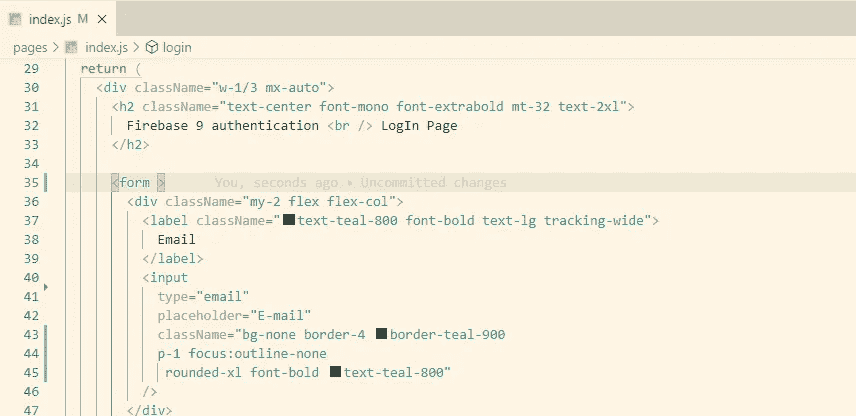 index.js M ×
pages > index.js > login
29 return (
30 <div className="w-1/3 mx-auto">
31 <h2 className="text-center font-mono font-extrabold mt-32 text-2xl">
32 Firebase 9 authentication <br /> LogIn Page
33 </h2>
34
35 <form > You, seconds ago • Uncommitted changes
36 <div className="my-2 flex flex-col">
37 <label className="text-teal-800 font-bold text-lg tracking-wide">
38 Email
39 </label>
40 <input
41 type="email"
42 placeholder="E-mail"
43 className="bg-none border-4 border-teal-900
44 p-1 focus:outline-none
45 rounded-xl font-bold text-teal-800"
46 />
47 </div>